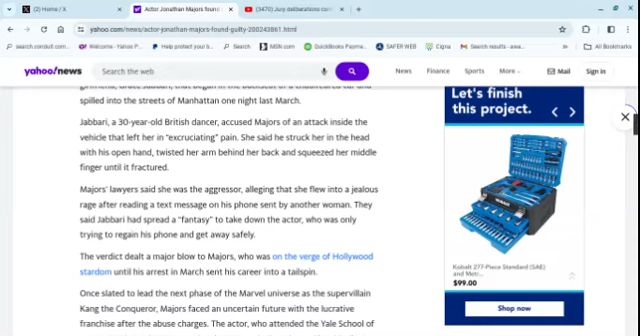 (2) Home / X
Actor Jonathan Majors found
(3470) Jury deliberations con
yahoo.com/news/actor-jonathan-majors-found-guilty-200243861.html
search.conduit.com
Welcome - Yahoo P...
Help protect your b...
Search
MSN.com
QuickBooks Payme...
SAFER WEB
Cigna
Search results - awa...
All Bookmarks
yahoo!news
Search the web
News
Finance
Sports
More...
Mail
Sign in
spilled into the streets of Manhattan one night last March.
Jabbari, a 30-year-old British dancer, accused Majors of an attack inside the
vehicle that left her in "excruciating" pain. She said he struck her in the head
with his open hand, twisted her arm behind her back and squeezed her middle
finger until it fractured.
Majors' lawyers said she was the aggressor, alleging that she flew into a jealous
rage after reading a text message on his phone sent by another woman. They
said Jabbari had spread a "fantasy" to take down the actor, who was only
trying to regain his phone and get away safely.
The verdict dealt a major blow to Majors, who was on the verge of Hollywood
stardom until his arrest in March sent his career into a tailspin.
Once slated to lead the next phase of the Marvel universe as the supervillain
Kang the Conqueror, Majors faced an uncertain future with the lucrative
franchise after the abuse charges. The actor, who attended the Yale School of
Let's finish
this project.
Kobalt 277-Piece Standard (SAE)
and Metr...
$99.00
Shop now